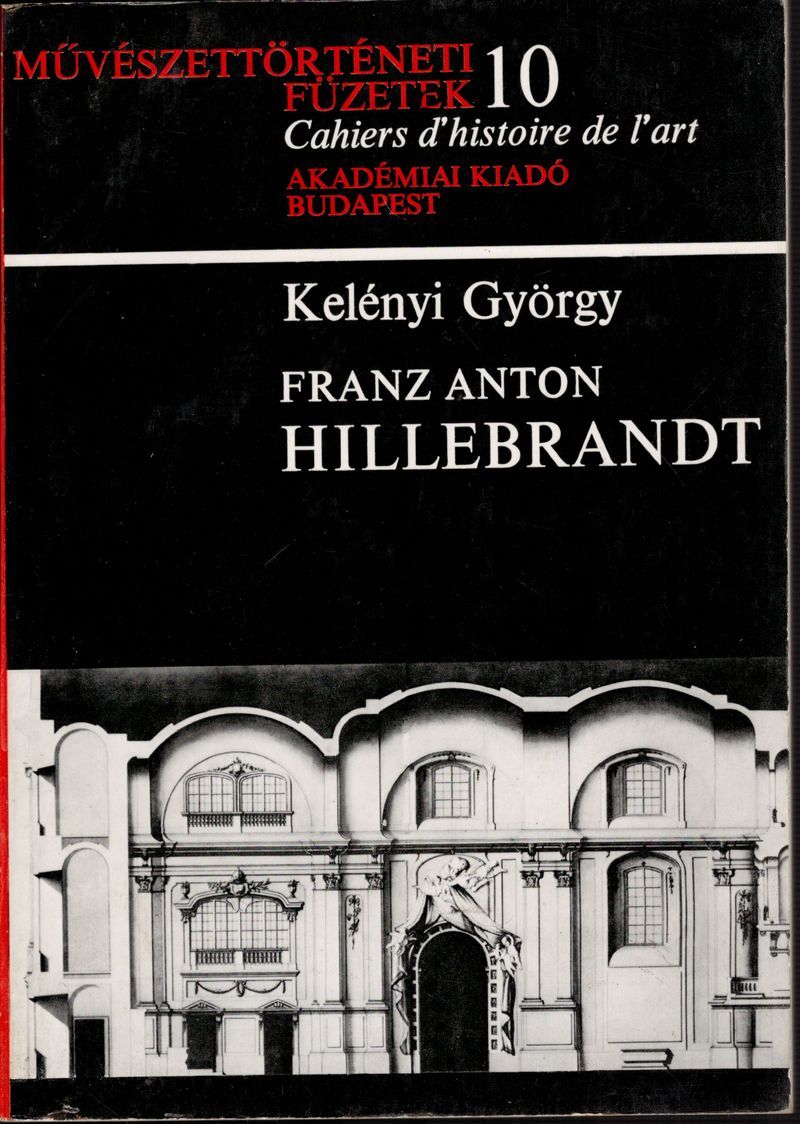 MŰVÉSZETTÖRTÉNETI
FÜZETEK 10
Cahiers d'histoire de l'art
AKADÉMIAI KIADÓ
BUDAPEST
Kelényi György
FRANZ ANTON
HILLEBRANDT